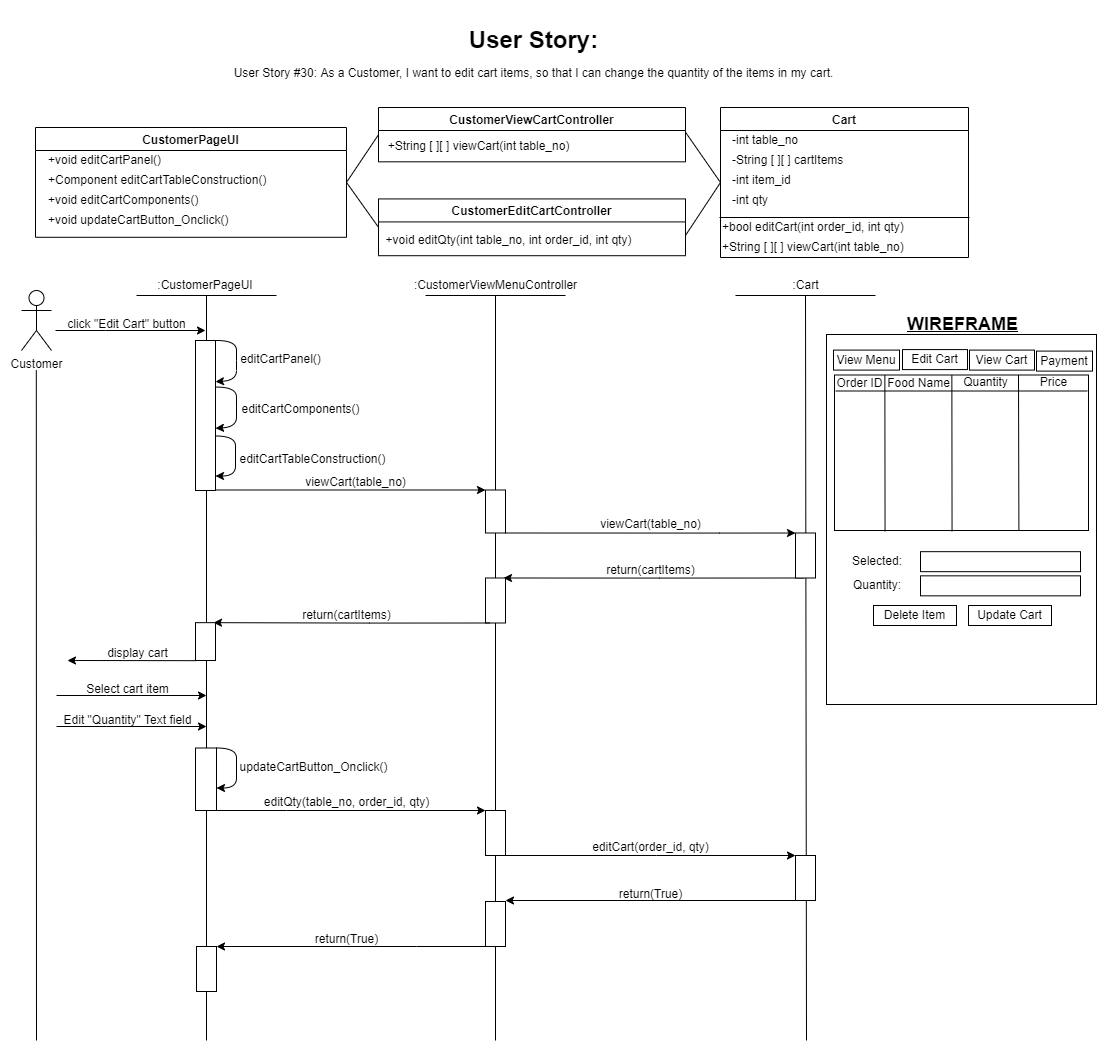 User Story:
User Story #30: As a Customer, I want to edit cart items, so that I can change the quantity of the items in my cart.
CustomerPageUI
+void editCartPanel()
+Component editCartTableConstruction()
+void editCartComponents()
+void updateCartButton_Onclick()
CustomerViewCartController
+String [ ][ ] viewCart(int table_no)
CustomerEditCartController
+void editQty(int table_no, int order_id, int qty)
Cart
-int table_no
-String [ ][ ] cartItems
-int item_id
-int qty
+bool editCart(int order_id, int qty)
+String [ ][ ] viewCart(int table_no)
:CustomerPageUI
:CustomerViewMenuController
:Cart
Customer
click "Edit Cart" button
editCartPanel()
editCartComponents()
editCartTableConstruction()
viewCart(table_no)
viewCart(table_no)
return(cartItems)
return(cartItems)
display cart
Select cart item
Edit "Quantity" Text field
updateCartButton_Onclick()
editQty(table_no, order_id, qty)
editCart(order_id, qty)
return(True)
return(True)
WIREFRAME
View Menu Edit Cart View Cart Payment
Order ID Food Name Quantity Price
Selected:
Quantity:
Delete Item Update Cart